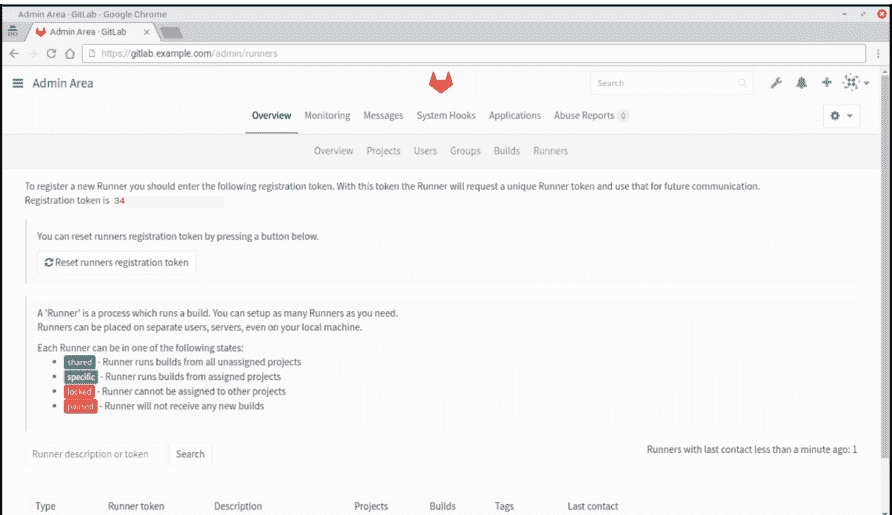 Admin Area · GitLab - Google Chrome
Admin Area · GitLab
https://gitlab.example.com/admin/runners
Admin Area
Search
Overview Monitoring Messages System Hooks Applications Abuse Reports 0
Overview Projects Users Groups Builds Runners
To register a new Runner you should enter the following registration token. With this token the Runner will request a unique Runner token and use that for future communication.
Registration token is 34
You can reset runners registration token by pressing a button below.
Reset runners registration token
A 'Runner' is a process which runs a build. You can setup as many Runners as you need.
Runners can be placed on separate users, servers, even on your local machine.
Each Runner can be in one of the following states:
• shared - Runner runs builds from all unassigned projects
• specific - Runner runs builds from assigned projects
• locked - Runner cannot be assigned to other projects
• paused - Runner will not receive any new builds
Runner description or token Search Runners with last contact less than a minute ago: 1
Type Runner token Description Projects Builds Tags Last contact